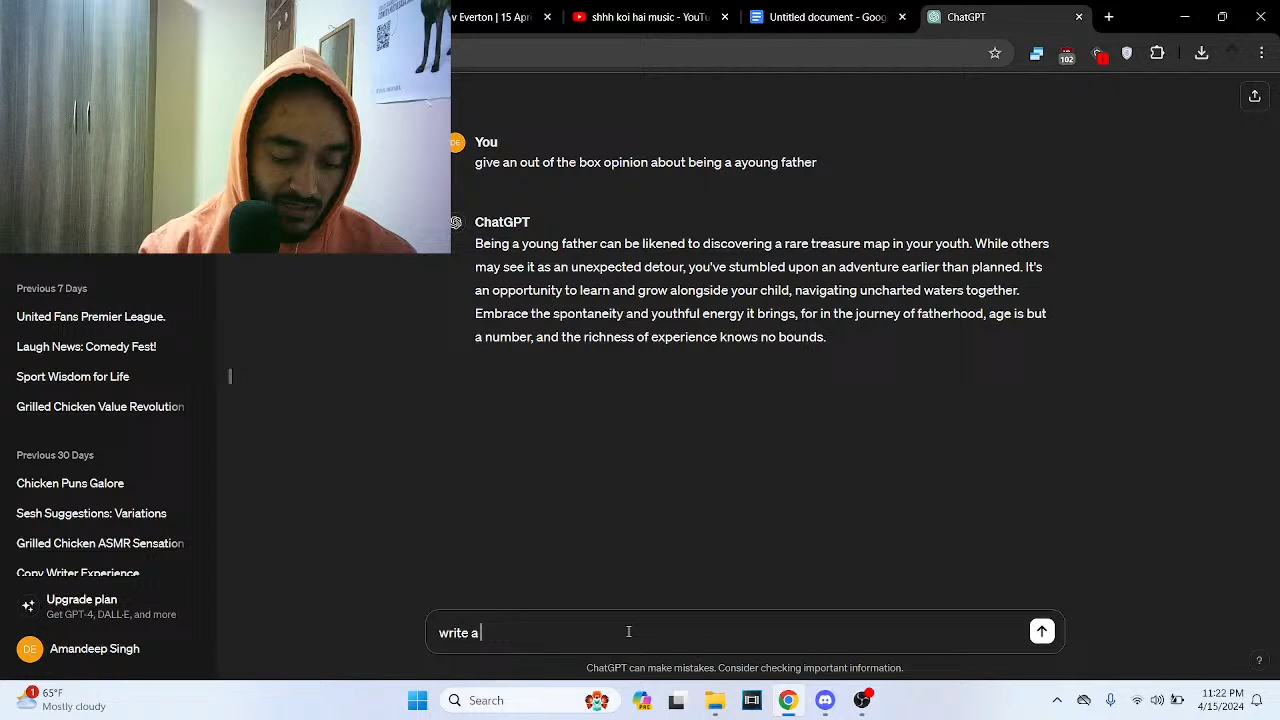 v Everton | 15 Apri
shhh koi hai music - YouTu
Untitled document - Goog
ChatGPT
102
You
give an out of the box opinion about being a ayoung father
ChatGPT
Being a young father can be likened to discovering a rare treasure map in your youth. While others
may see it as an unexpected detour, you've stumbled upon an adventure earlier than planned. It's
an opportunity to learn and grow alongside your child, navigating uncharted waters together.
Embrace the spontaneity and youthful energy it brings, for in the journey of fatherhood, age is but
a number, and the richness of experience knows no bounds.
Previous 7 Days
United Fans Premier League.
Laugh News: Comedy Fest!
Sport Wisdom for Life
Grilled Chicken Value Revolution
Previous 30 Days
Chicken Puns Galore
Sesh Suggestions: Variations
Grilled Chicken ASMR Sensation
Copy Writer Experience
Upgrade plan
Get GPT-4, DALL·E, and more
DE
Amandeep Singh
write a
ChatGPT can make mistakes. Consider checking important information.
?
1
65°F
Mostly cloudy
Search
PRE
11:22 PM
4/15/2024